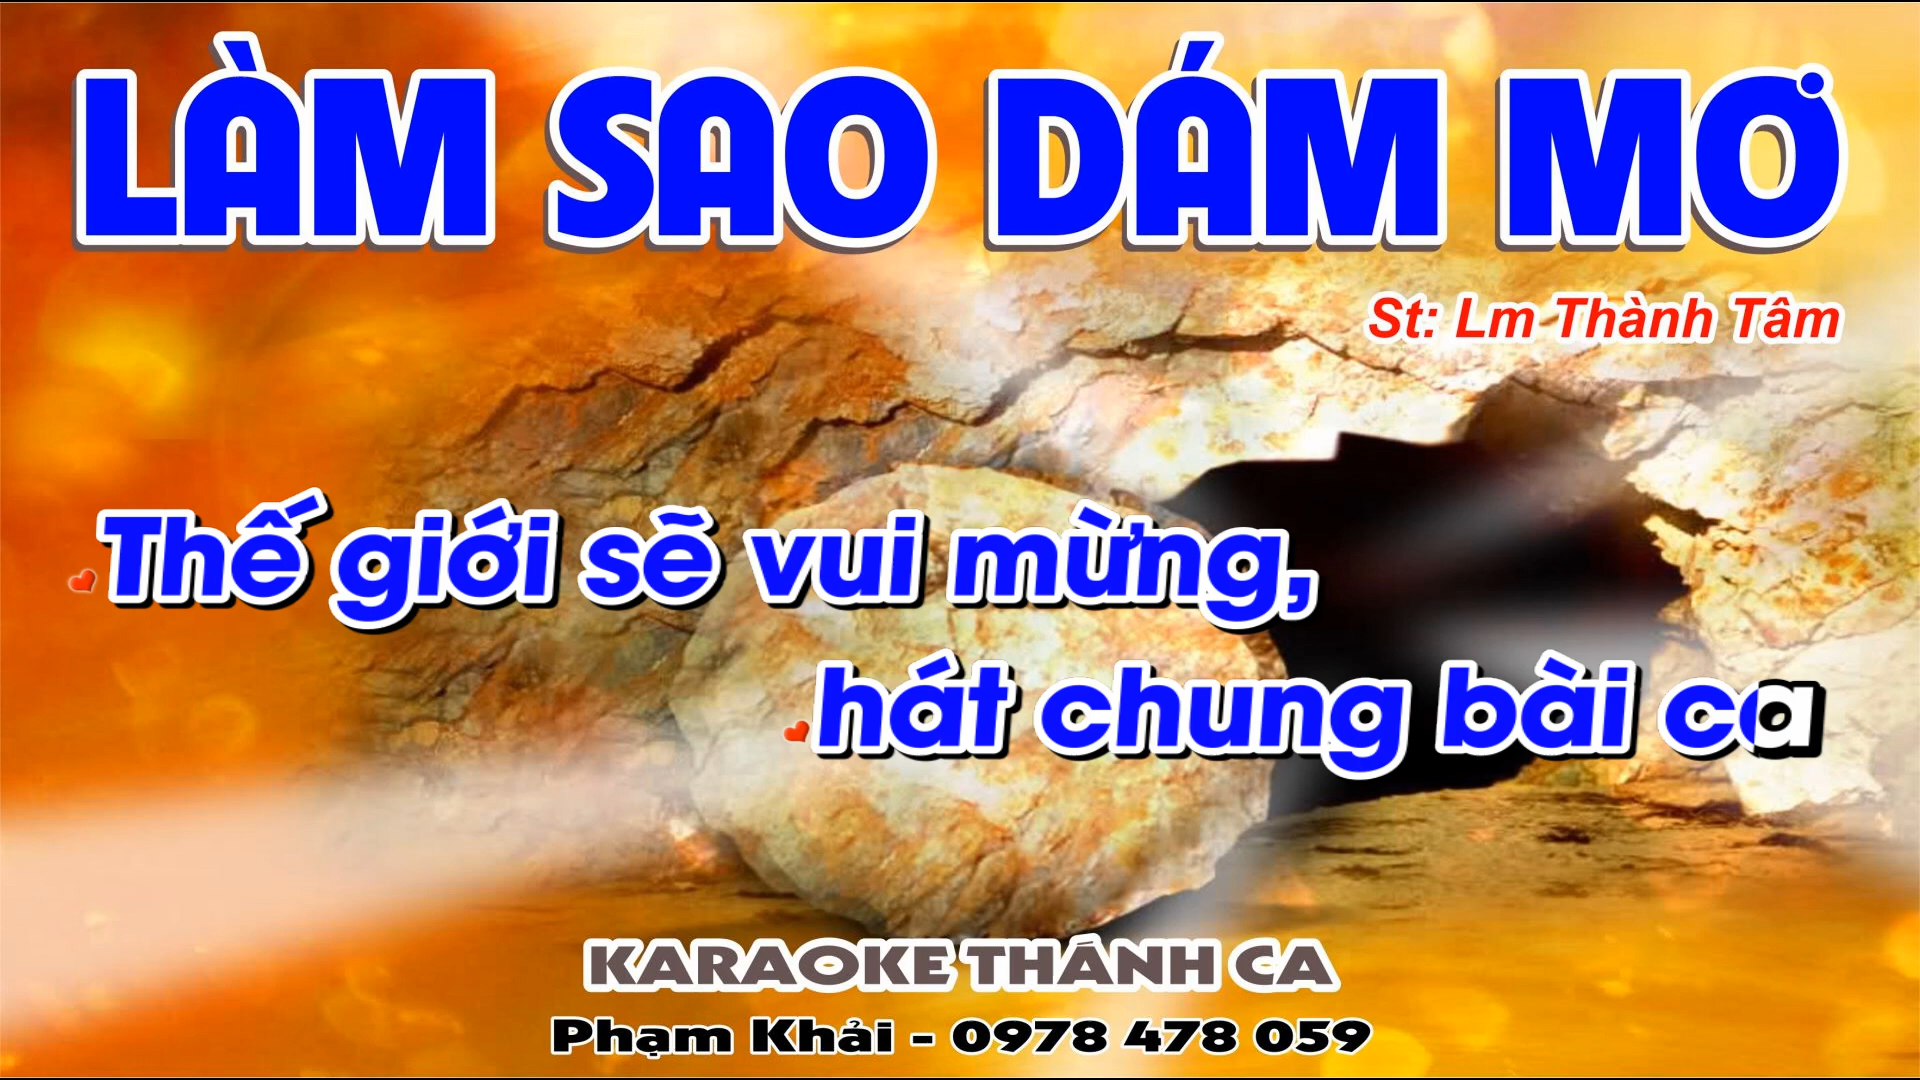 LÀM SAO DÁM MƠ
St: Lm Thành Tâm
Thế giới sẽ vui mừng,
hát chung bài ca
KARAOKE THÁNH CA
Phạm Khải - 0978 478 059